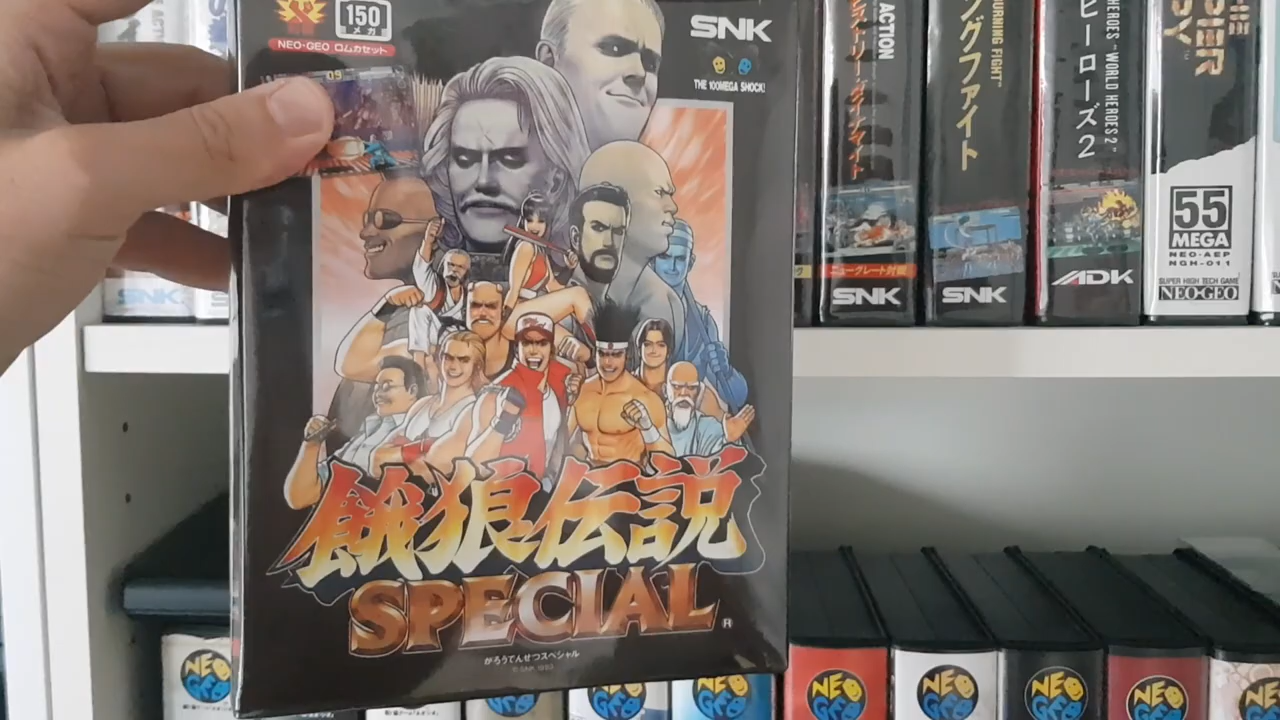 150
メガ
NEO・GEO ロムカセット
SNK
THE 100MEGA SHOCK!
餓狼伝説
SPECIAL
®
がろうでんせつスペシャル
© SNK 1993
ACTION
SNK
BURNING FIGHT"
ングファイト
SNK
HEROES "WORLD HEROES 2"
ヒーローズ2
ADK
55
MEGA
NEO-AEP
NGH-011
SUPER HIGH TECH GAME
NEO・GEO
SNK
NEO
GEO
NEO
GEO
NEO
GEO
NEO
GEO
NEO
GEO
NEO
GEO
NEO
GEO